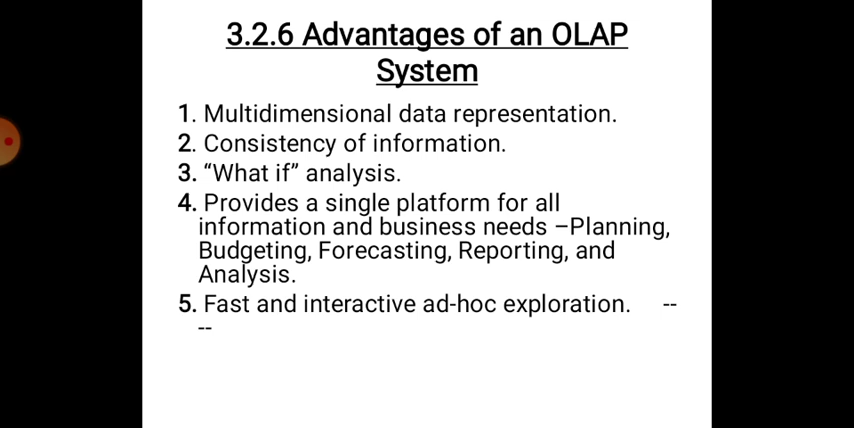 3.2.6 Advantages of an OLAP
System
1. Multidimensional data representation.
2. Consistency of information.
3. “What if” analysis.
4. Provides a single platform for all
information and business needs –Planning,
Budgeting, Forecasting, Reporting, and
Analysis.
5. Fast and interactive ad-hoc exploration. --
--